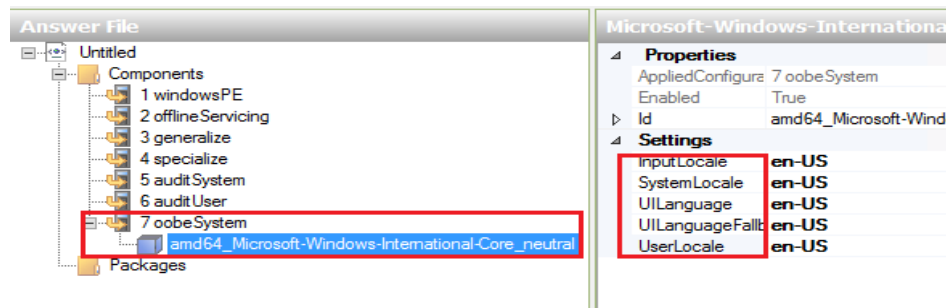 Answer File
Untitled
Components
1 windowsPE
2 offlineServicing
3 generalize
4 specialize
5 auditSystem
6 auditUser
7 oobeSystem
amd64_Microsoft-Windows-International-Core_neutral
Packages
Microsoft-Windows-Internationa
Properties
AppliedConfigura 7 oobeSystem
Enabled True
Id amd64_Microsoft-Wind
Settings
InputLocale en-US
SystemLocale en-US
UILanguage en-US
UILanguageFallb en-US
UserLocale en-US